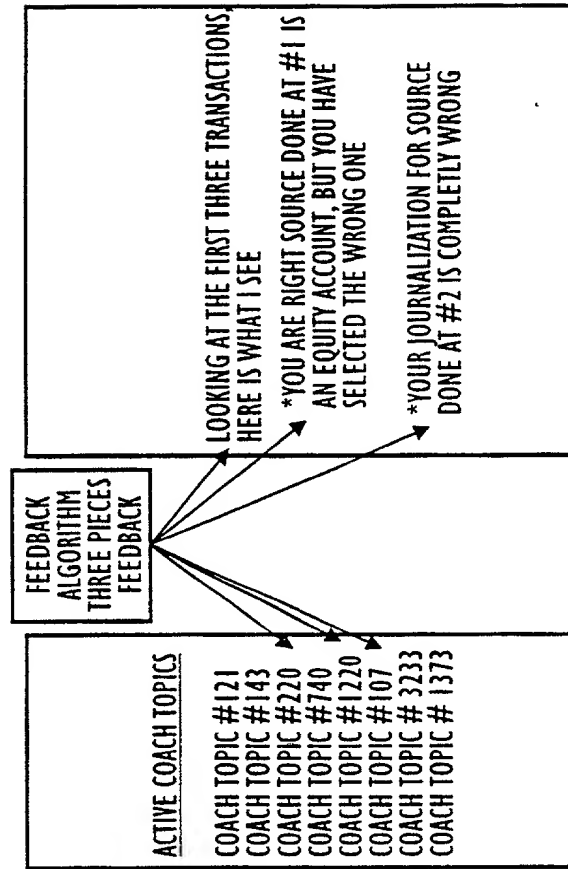 ACTIVE COACH TOPICS
COACH TOPIC #121
COACH TOPIC #143
COACH TOPIC #220
COACH TOPIC #740
COACH TOPIC #1220
COACH TOPIC #107
COACH TOPIC # 3233
COACH TOPIC # 1373
FEEDBACK
ALGORITHM
THREE PIECES
FEEDBACK
LOOKING AT THE FIRST THREE TRANSACTIONS,
HERE IS WHAT I SEE
*YOU ARE RIGHT SOURCE DONE AT #1 IS
AN EQUITY ACCOUNT, BUT YOU HAVE
SELECTED THE WRONG ONE
*YOUR JOURNALIZATION FOR SOURCE
DONE AT #2 IS COMPLETLY WRONG